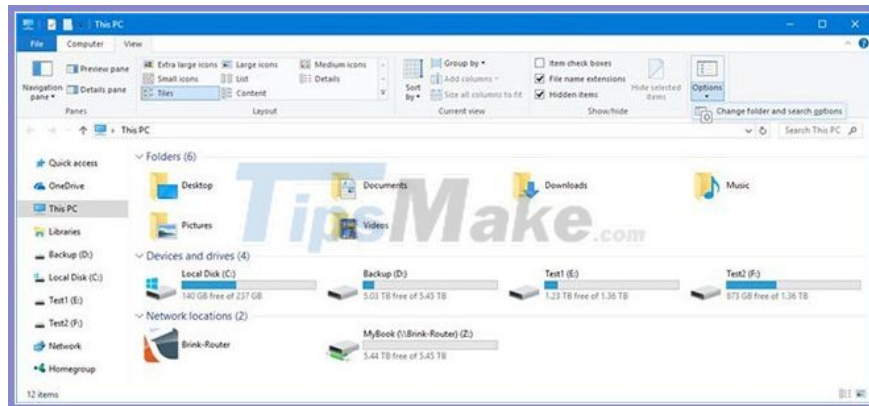 This PC
File Computer View
Navigation pane Preview pane Details pane
Extra large icons Large icons Medium icons
Small icons List Details
Tiles Content
Sort by Group by Add columns Size all columns to fit
Item check boxes
File name extensions
Hidden items
Hide selected items
Options
Panes Layout Current view Show/hide
Change folder and search options
This PC Search This PC
Quick access
OneDrive
This PC
Libraries
Backup (D:)
Local Disk (C:)
Test1 (E:)
Test2 (F:)
Network
Homegroup
Folders (6)
Desktop Documents Downloads Music
Pictures Videos
TipsMake.com
Devices and drives (4)
Local Disk (C:) Backup (D:) Test1 (E:) Test2 (F:)
140 GB free of 237 GB 5.03 TB free of 5.45 TB 1.23 TB free of 1.36 TB 873 GB free of 1.36 TB
Network locations (2)
Brink-Router
MyBook (\\Brink-Router) (Z:)
5.44 TB free of 5.45 TB
12 items